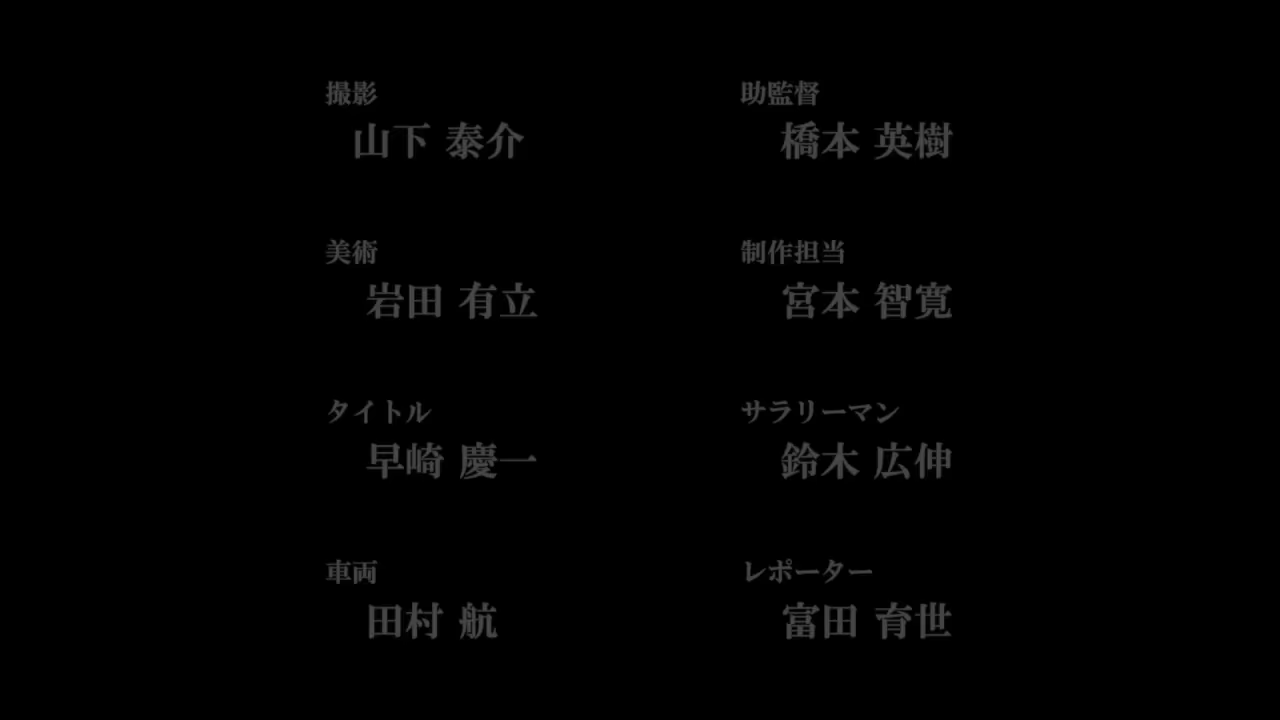 撮影
山下 泰介
美術
岩田 有立
タイトル
早崎 慶一
車両
田村 航
助監督
橋本 英樹
制作担当
宮本 智寛
サラリーマン
鈴木 広伸
レポーター
富田 育世